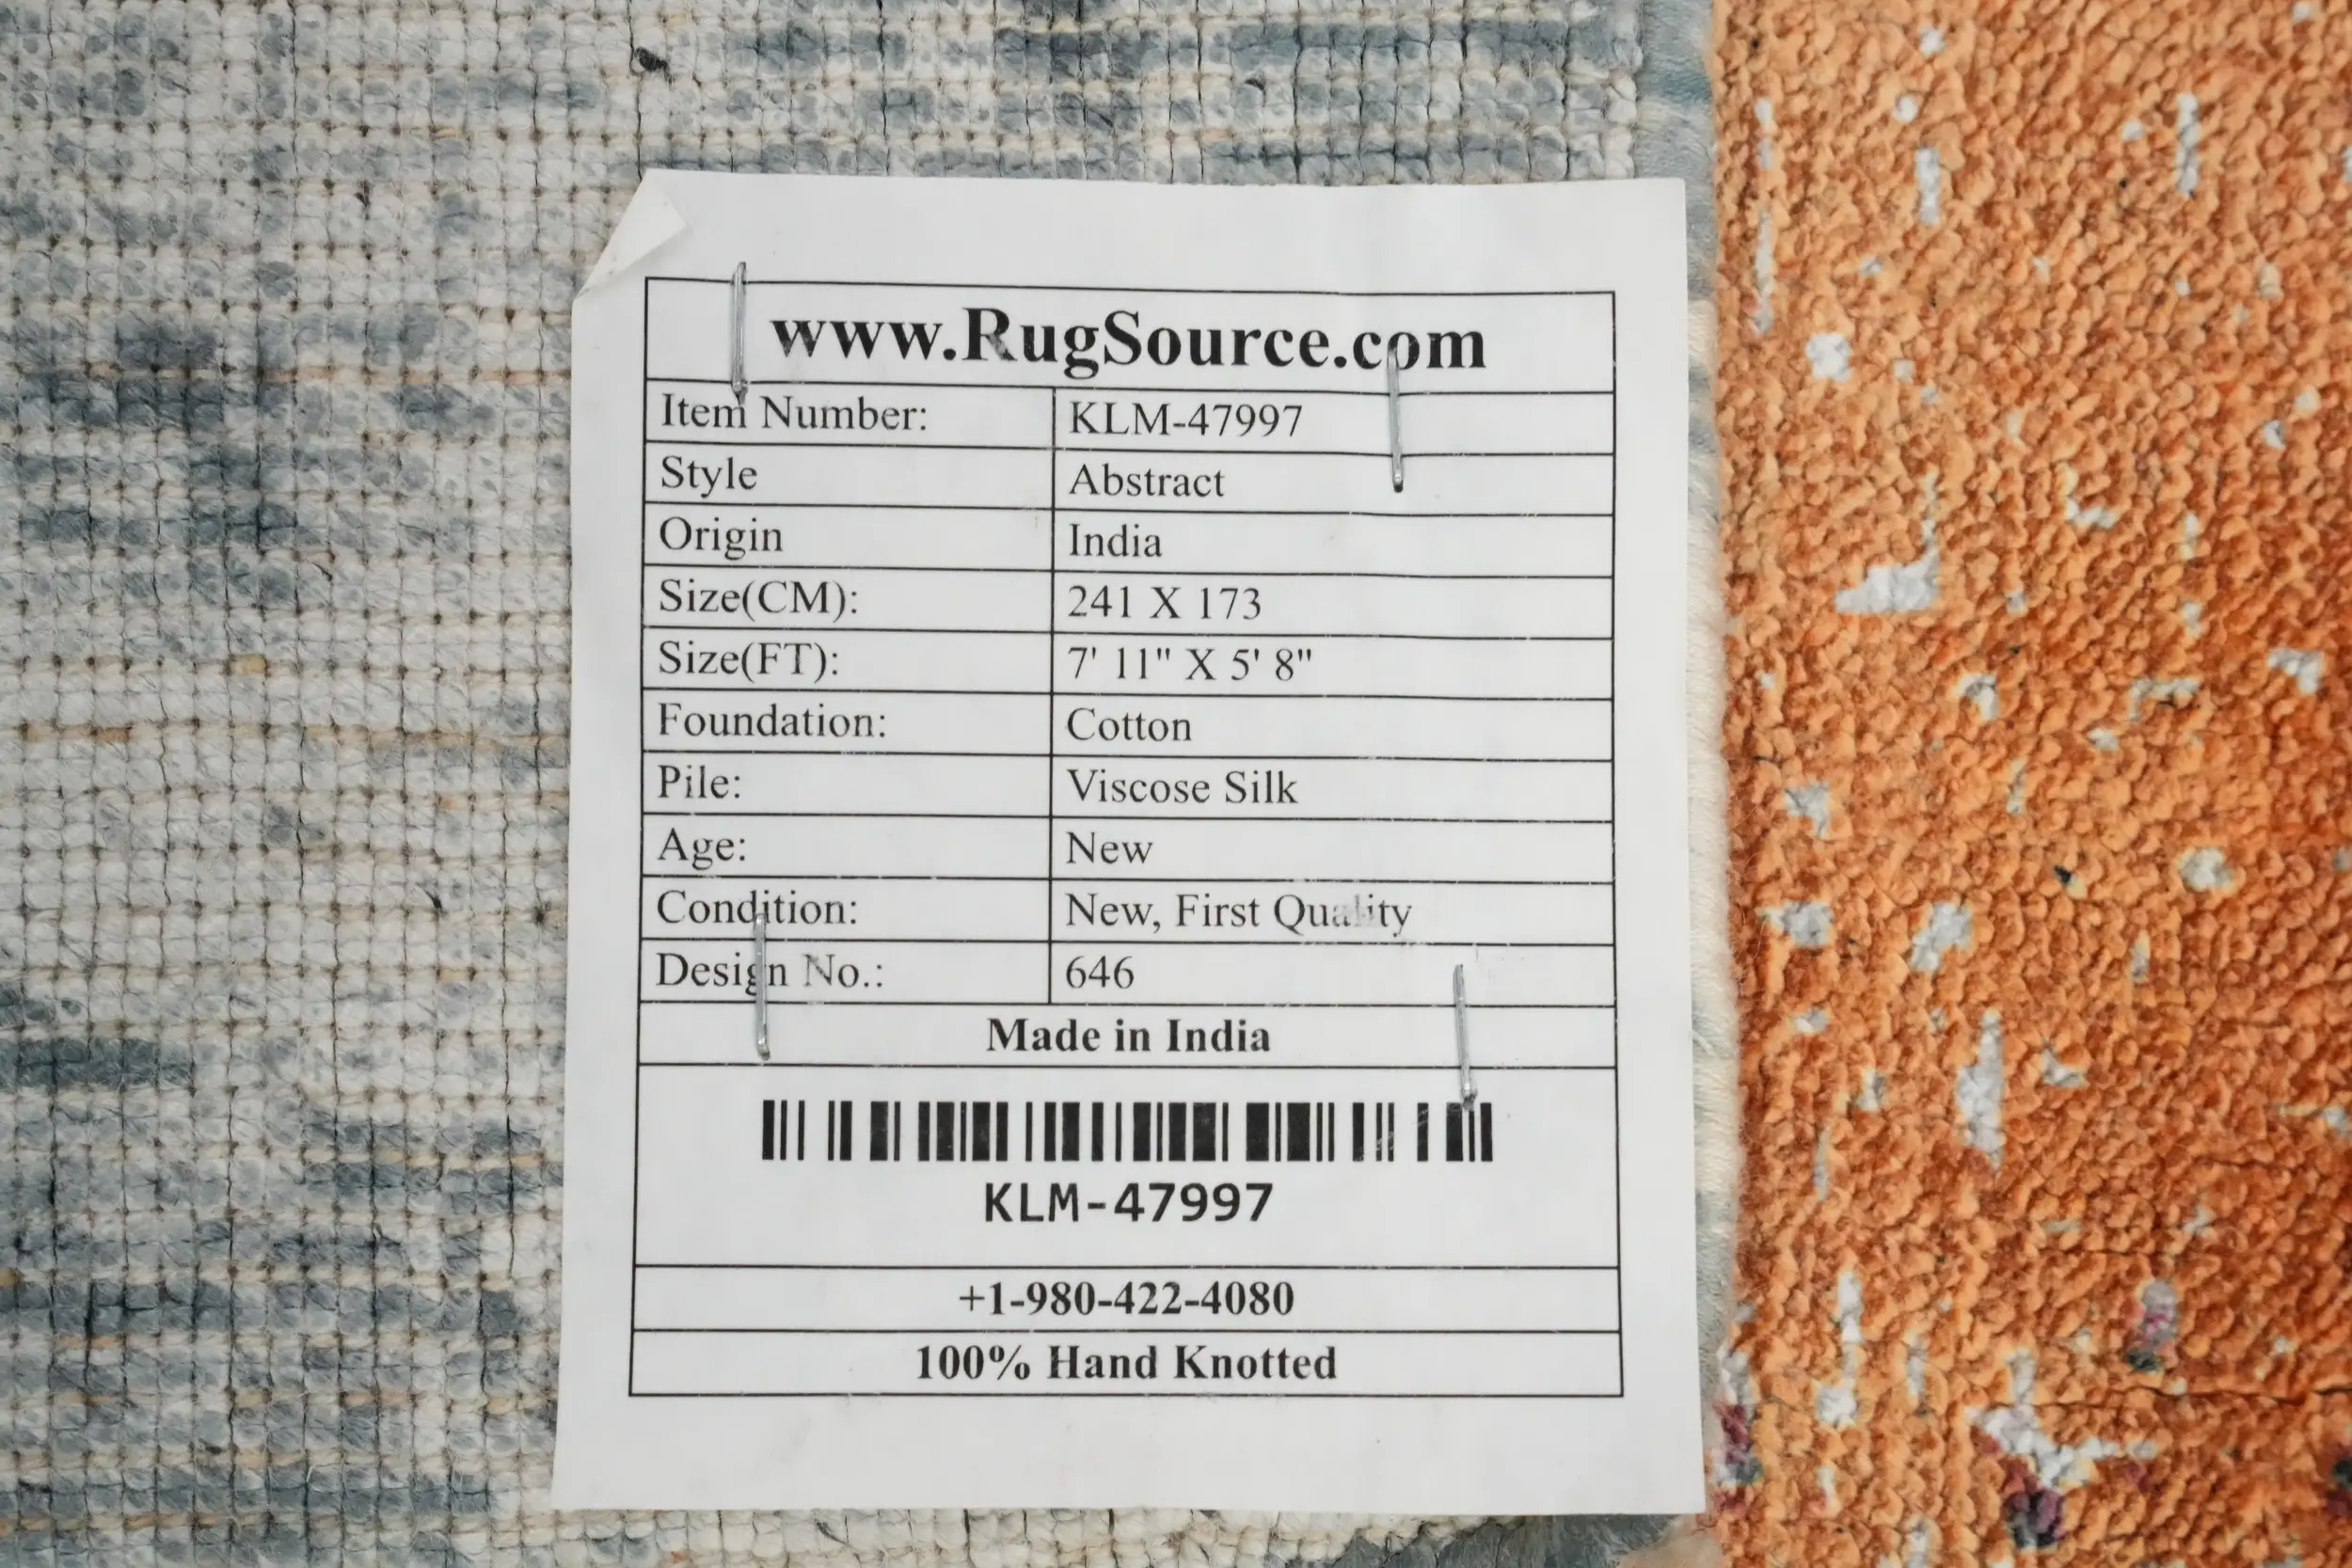 www.RugSource.com
Item Number: KLM-47997
Style Abstract
Origin India
Size(CM): 241 X 173
Size(FT): 7' 11" X 5' 8"
Foundation: Cotton
Pile: Viscose Silk
Age: New
Condition: New, First Quality
Design No.: 646
Made in India
KLM-47997
+1-980-422-4080
100% Hand Knotted